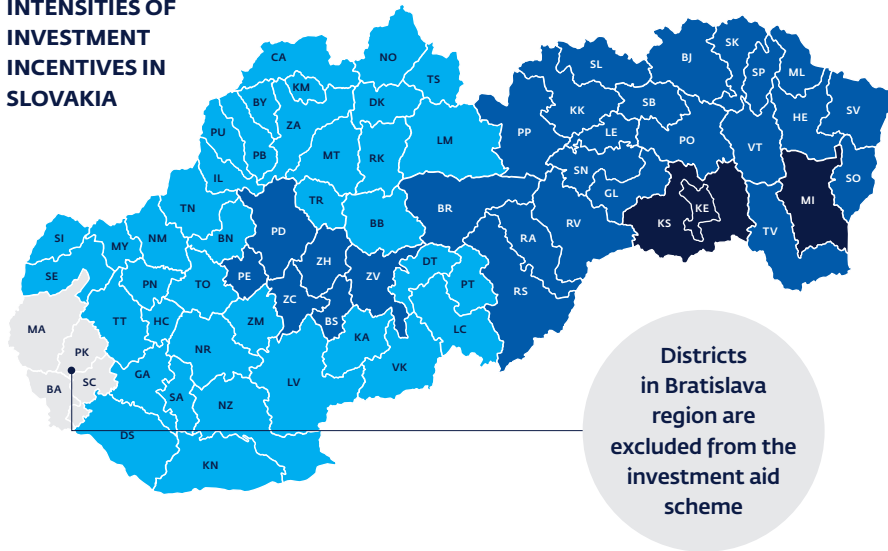 INTENSITIES OF
INVESTMENT
INCENTIVES IN
SLOVAKIA
CA
NO
KM
TS
BY
DK
PU
ZA
LM
PB
MT
RK
IL
TN
TR
BB
SI
MY
NM
BN
PD
SE
PN
TO
PE
ZH
ZV
DT
PT
MA
TT
HC
ZM
ZC
BS
KA
LC
PK
NR
VK
BA
SC
GA
SA
NZ
LV
DS
KN
SL
BJ
SK
SP
ML
PP
KK
SB
HE
SV
LE
PO
VT
SN
GL
SO
BR
RA
RV
KS
KE
MI
TV
RS
Districts
in Bratislava
region are
excluded from the
investment aid
scheme